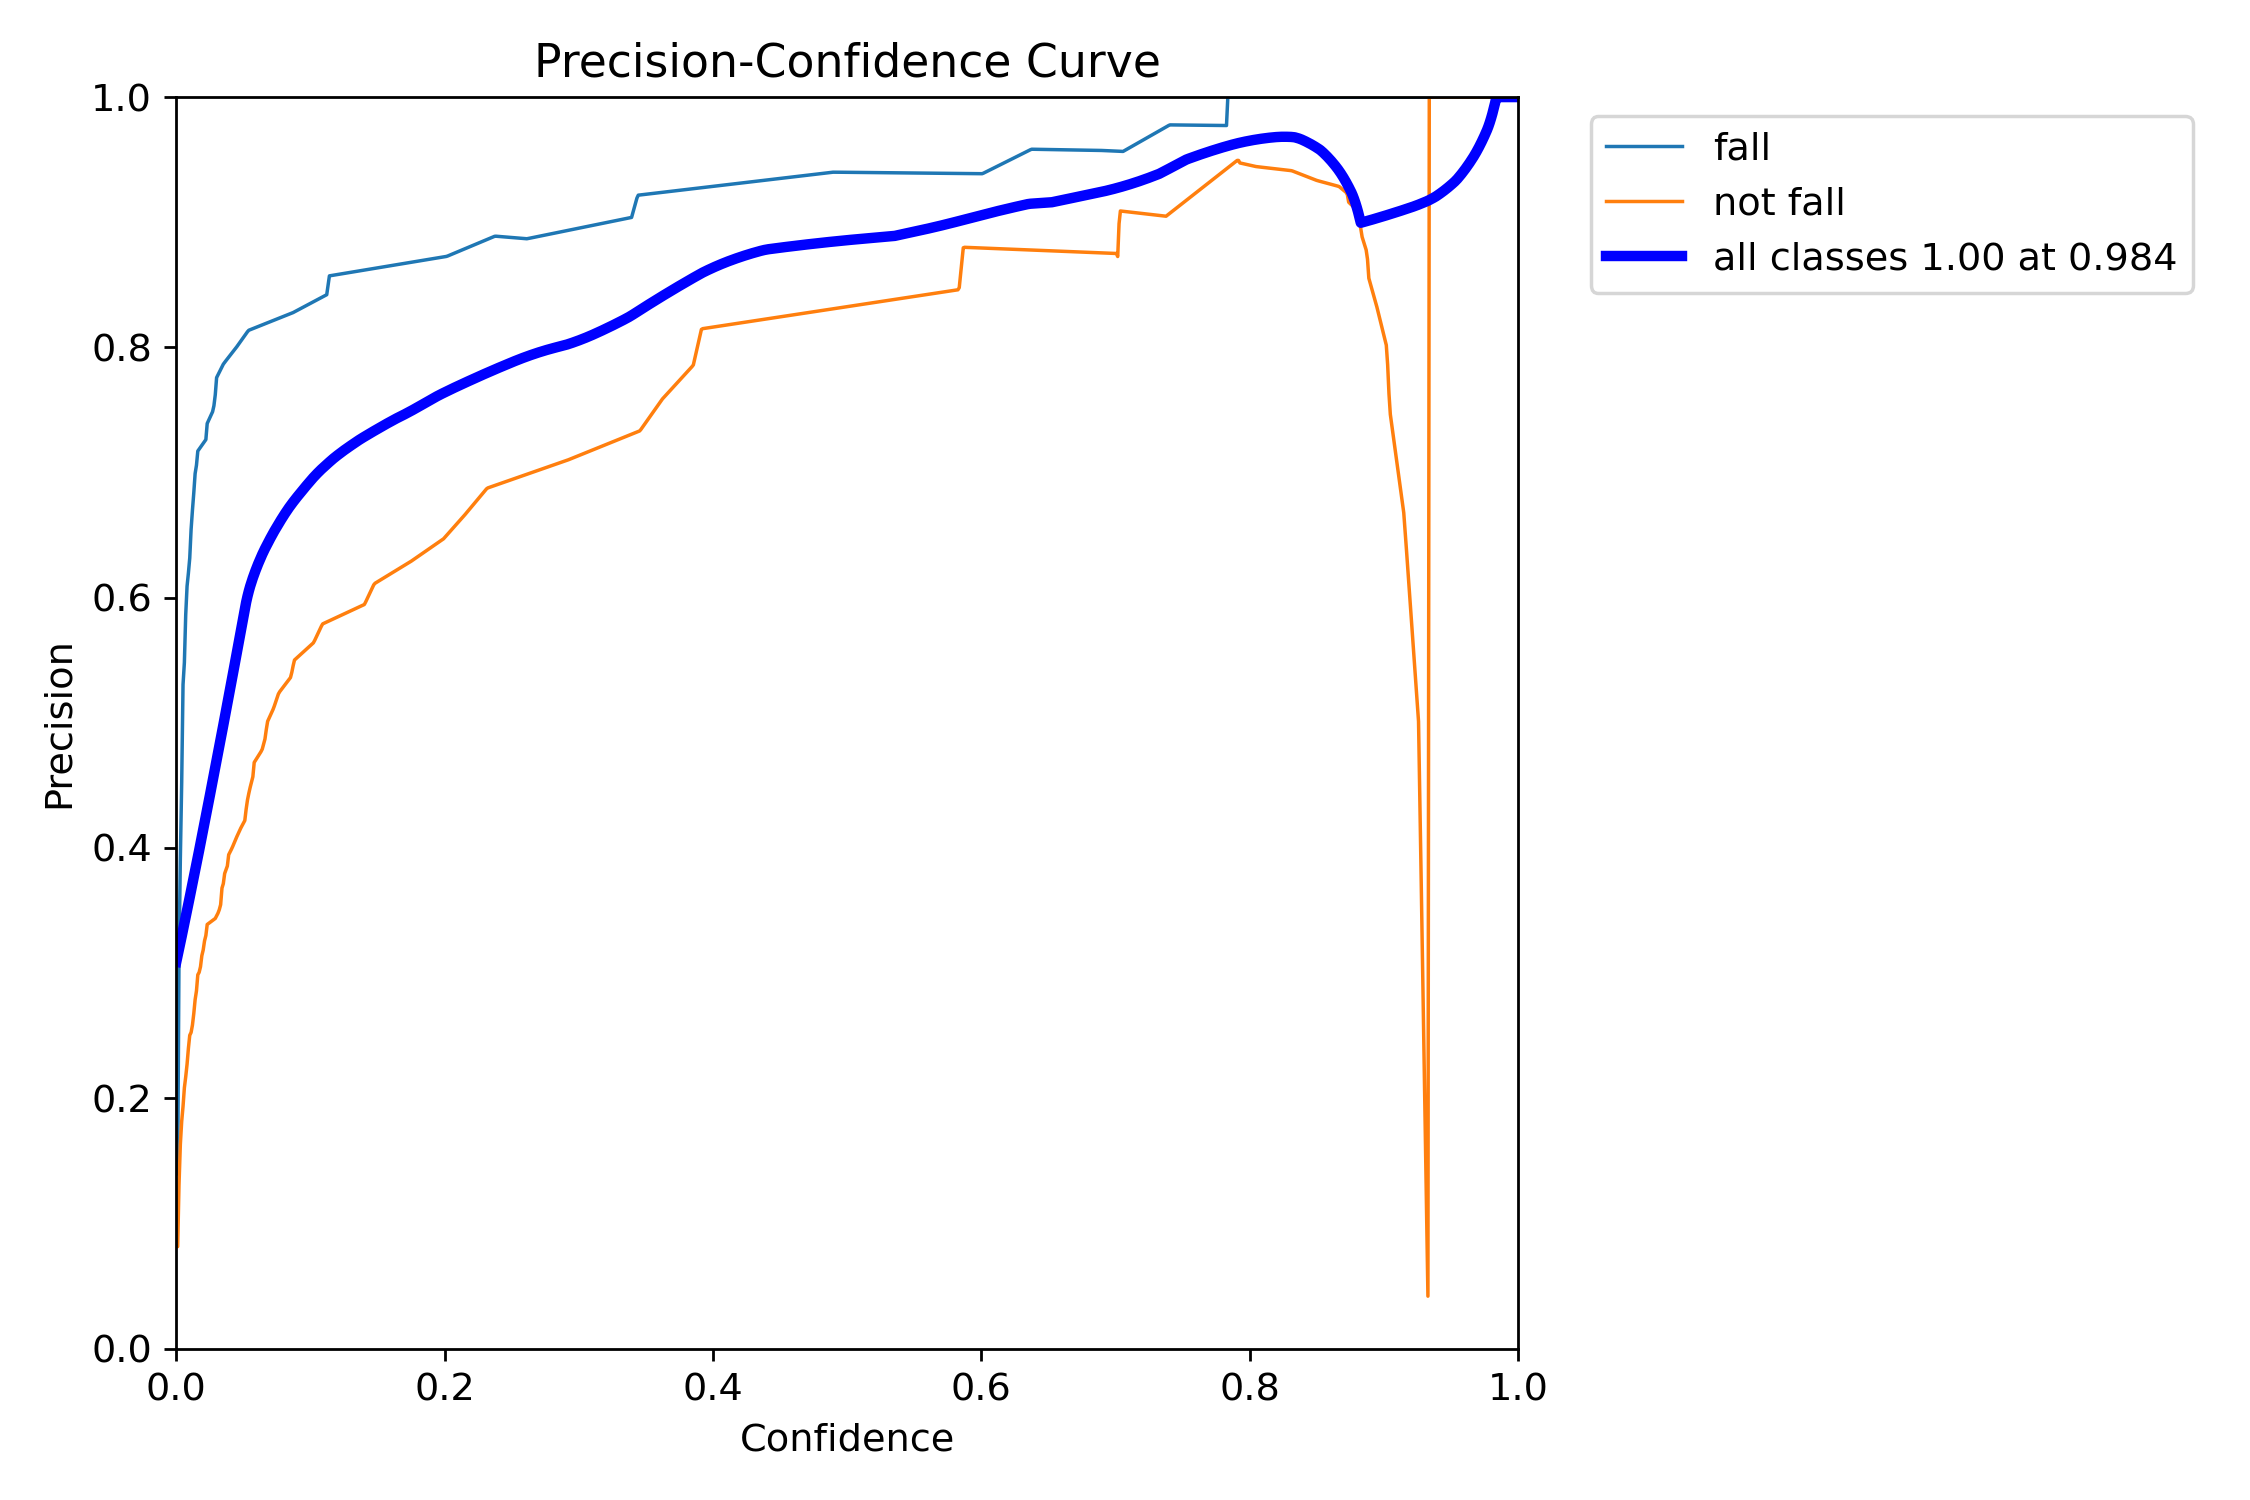 Precision-Confidence Curve
1.0
0.8
0.6
0.4
0.2
0.0
Precision
0.0 0.2 0.4 0.6 0.8 1.0
Confidence
fall
not fall
all classes 1.00 at 0.984